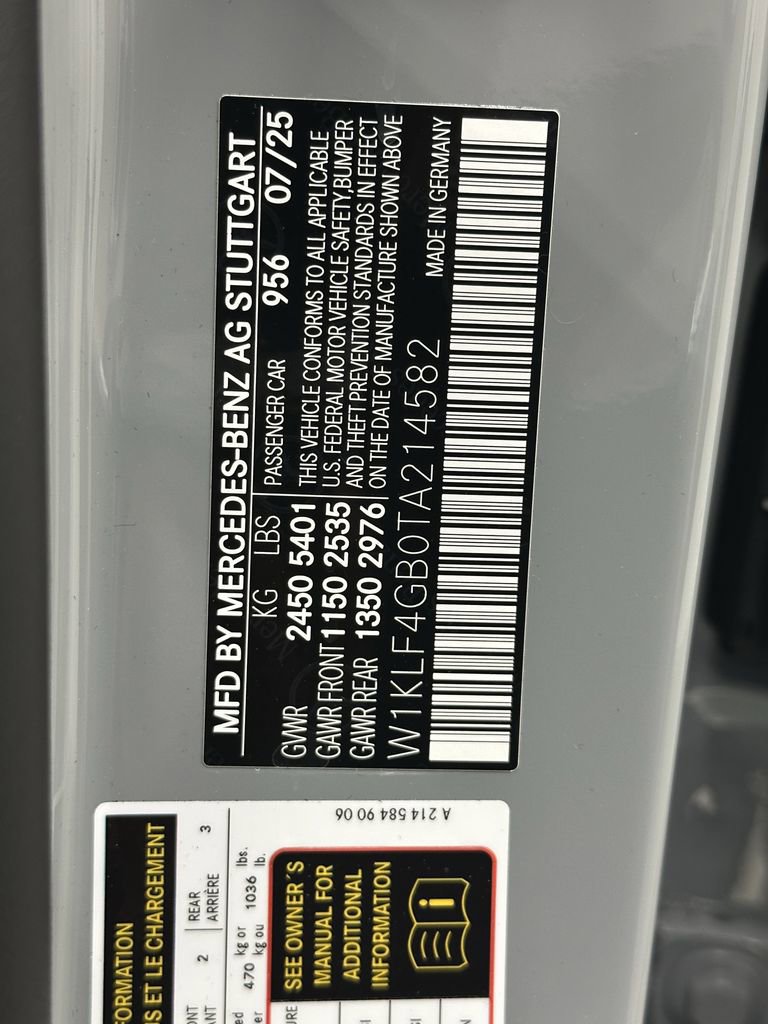 MFD BY MERCEDES-BENZ AG STUTTGART
KG LBS
GVWR 2450 5401
GAWR FRONT 1150 2535
GAWR REAR 1350 2976
PASSENGER CAR 956 07/25
THIS VEHICLE CONFORMS TO ALL APPLICABLE
U.S. FEDERAL MOTOR VEHICLE SAFETY,BUMPER
AND THEFT PREVENTION STANDARDS IN EFFECT
ON THE DATE OF MANUFACTURE SHOWN ABOVE
W1KLF4GB0TA214582
MADE IN GERMANY
ET LE CHARGEMENT
2
REAR
ARRIÈRE
3
470 kg or 1036 lbs.
kg ou lb.
SEE OWNER´S
MANUAL FOR
ADDITIONAL
INFORMATION
A 214 584 90 06